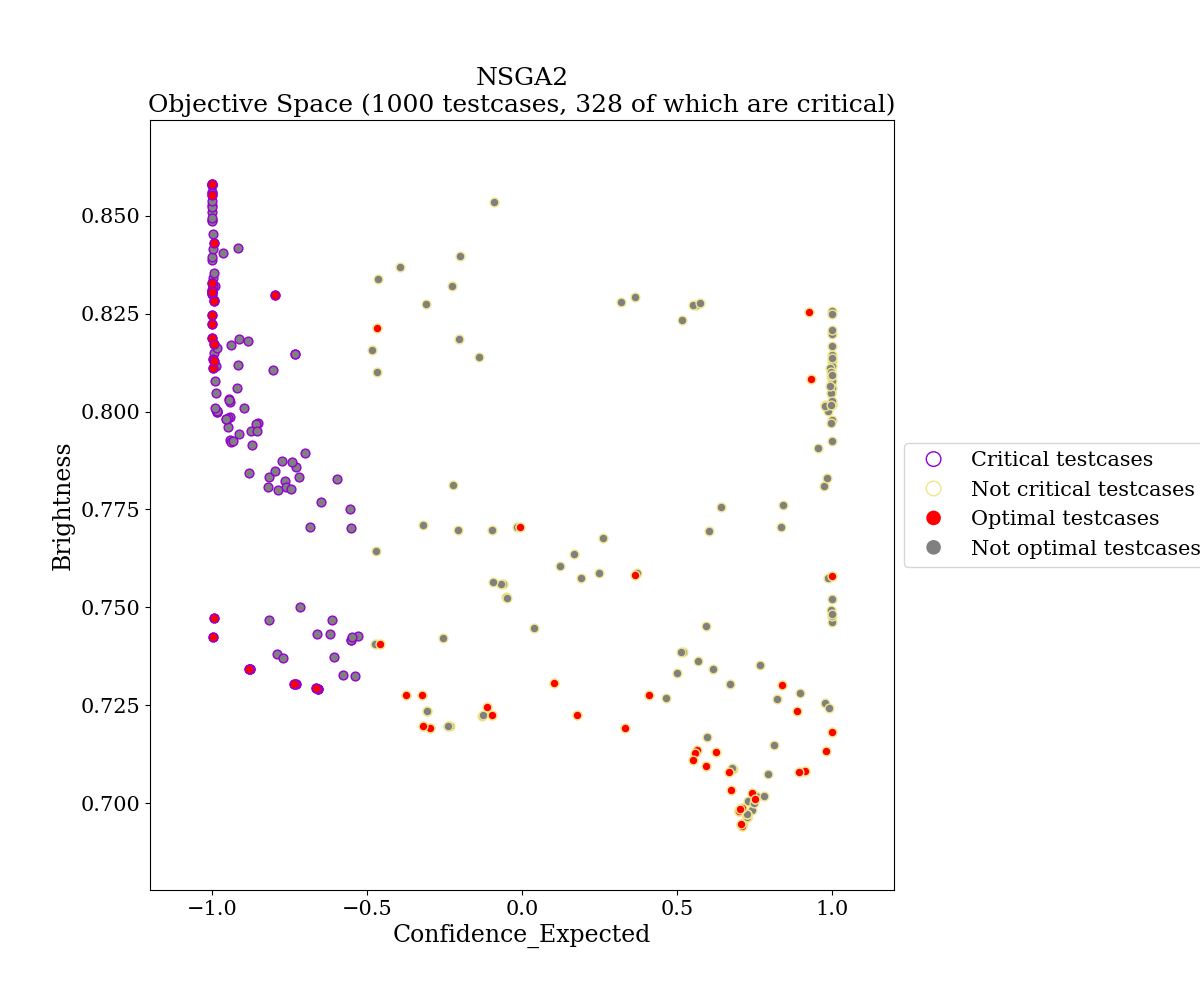 NSGA2
Objective Space (1000 testcases, 328 of which are critical)
0.850
0.825
0.800
0.775
0.750
0.725
0.700
Brightness
−1.0
−0.5
0.0
0.5
1.0
Confidence_Expected
Critical testcases
Not critical testcases
Optimal testcases
Not optimal testcases